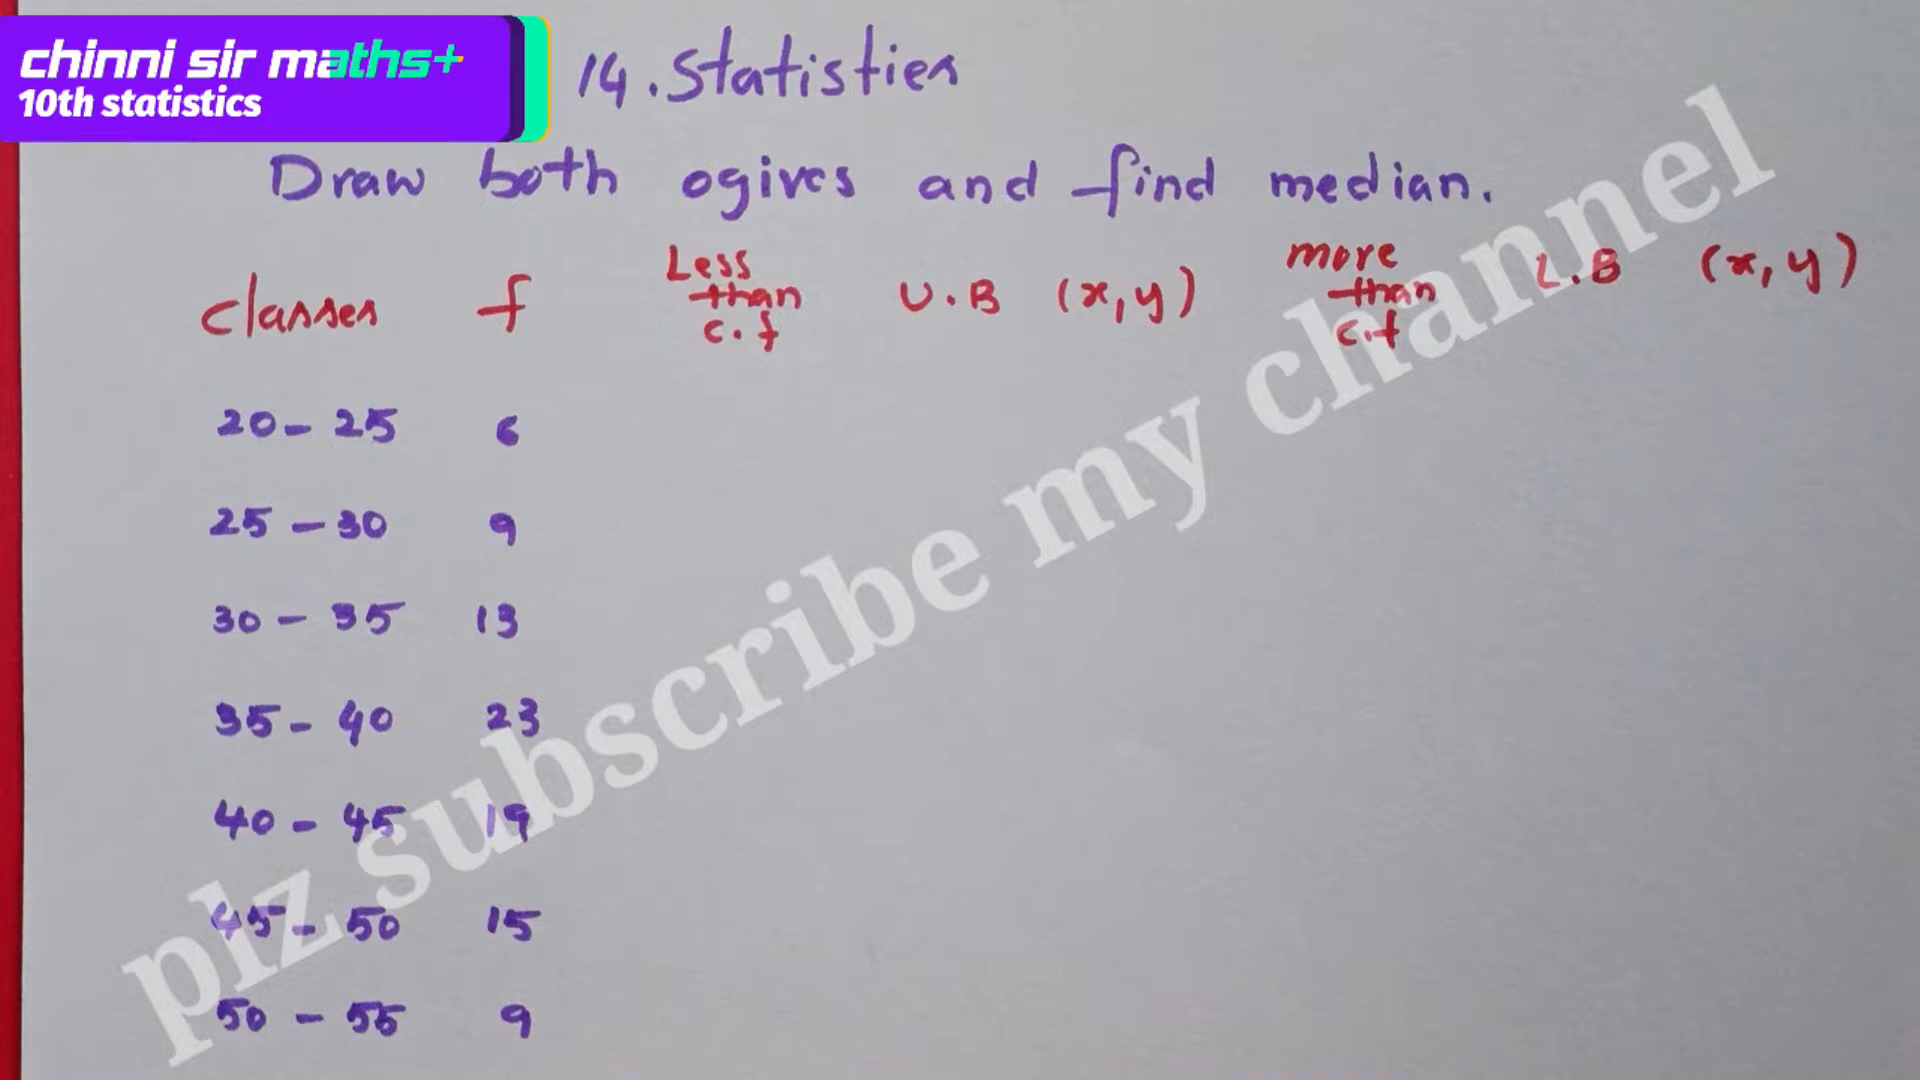 chinni sir maths+
10th statistics
14. Statistics
Draw both ogives and find median.
classes f Less than c.f U.B (x, y) more than c.f L.B (x, y)
20 - 25 6
25 - 30 9
30 - 35 13
35 - 40 23
40 - 45 19
45 - 50 15
50 - 55 9
plz subscribe my channel